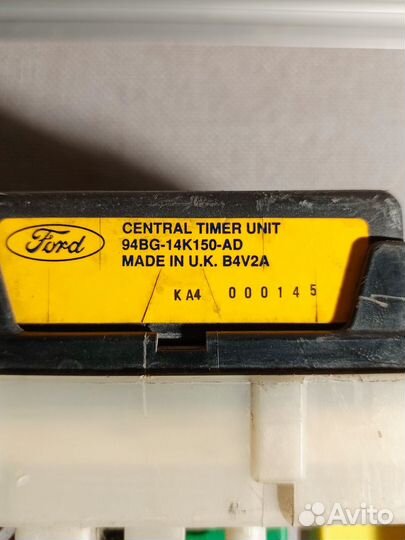 Ford
CENTRAL TIMER UNIT
94BG-14K150-AD
MADE IN U.K. B4V2A
KA4 000145
Avito